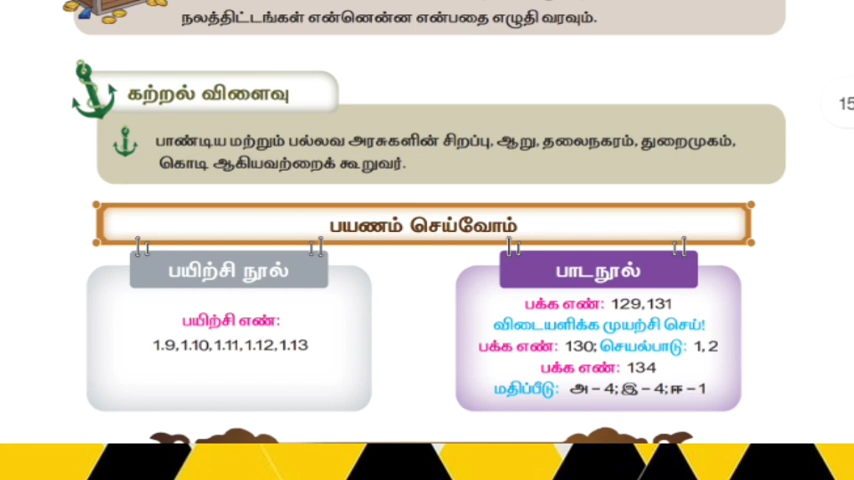 நலத்திட்டங்கள் என்னென்ன என்பதை எழுதி வரவும்.
கற்றல் விளைவு
பாண்டிய மற்றும் பல்லவ அரசுகளின் சிறப்பு, ஆறு, தலைநகரம், துறைமுகம்,
கொடி ஆகியவற்றைக் கூறுவர்.
15
பயணம் செய்வோம்
பயிற்சி நூல்
பயிற்சி எண்:
1.9,1.10,1.11,1.12,1.13
பாடநூல்
பக்க எண்: 129,131
விடையளிக்க முயற்சி செய்!
பக்க எண்: 130; செயல்பாடு: 1, 2
பக்க எண்: 134
மதிப்பீடு: அ – 4; இ – 4; ஈ – 1